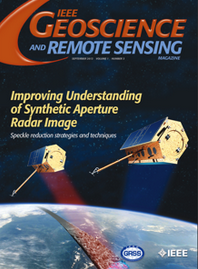 IEEE
GEOSCIENCE
AND REMOTE SENSING
MAGAZINE
Improving Understanding
of Synthetic Aperture
Radar Image
Speckle reduction strategies and techniques
GRSS
IEEE